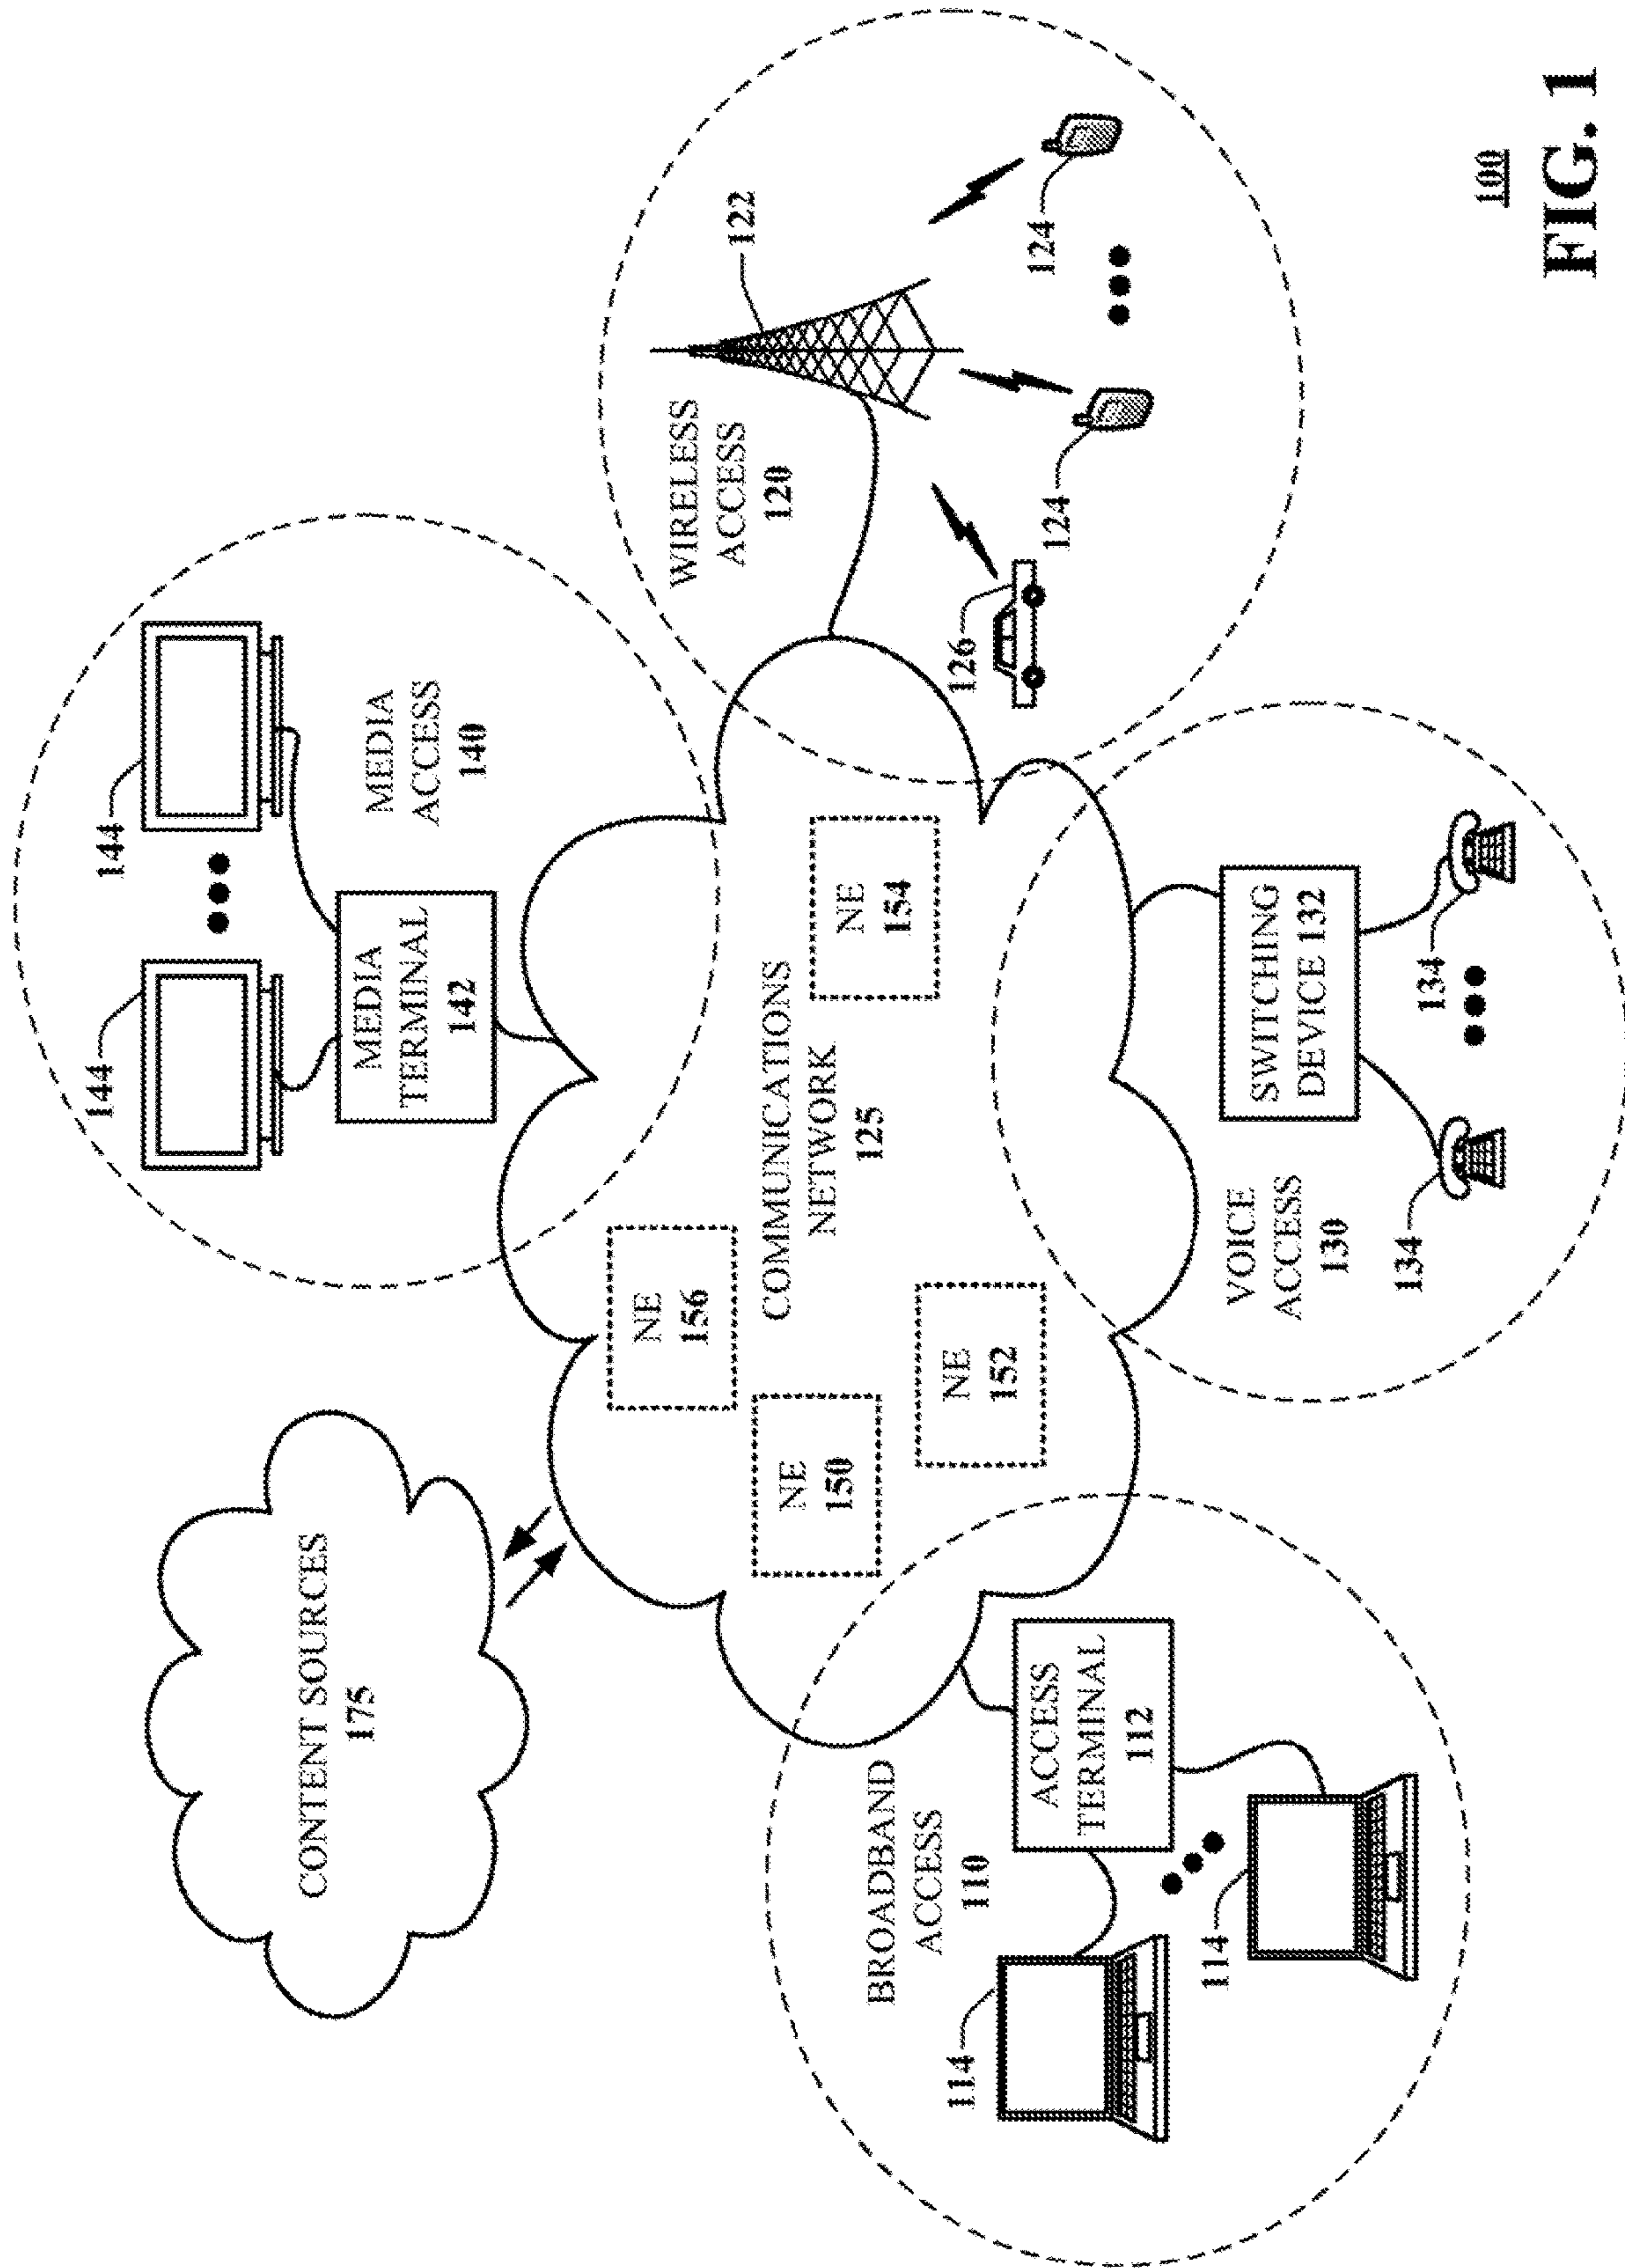 CONTENT SOURCES
175
144
144
MEDIA
TERMINAL
142
MEDIA
ACCESS
140
NE
156
NE
150
NE
152
COMMUNICATIONS
NETWORK
125
NE
154
WIRELESS
ACCESS
120
122
126
124
124
BROADBAND
ACCESS
110
ACCESS
TERMINAL
112
114
114
VOICE
ACCESS
130
SWITCHING
DEVICE 132
134
134
100
FIG. 1